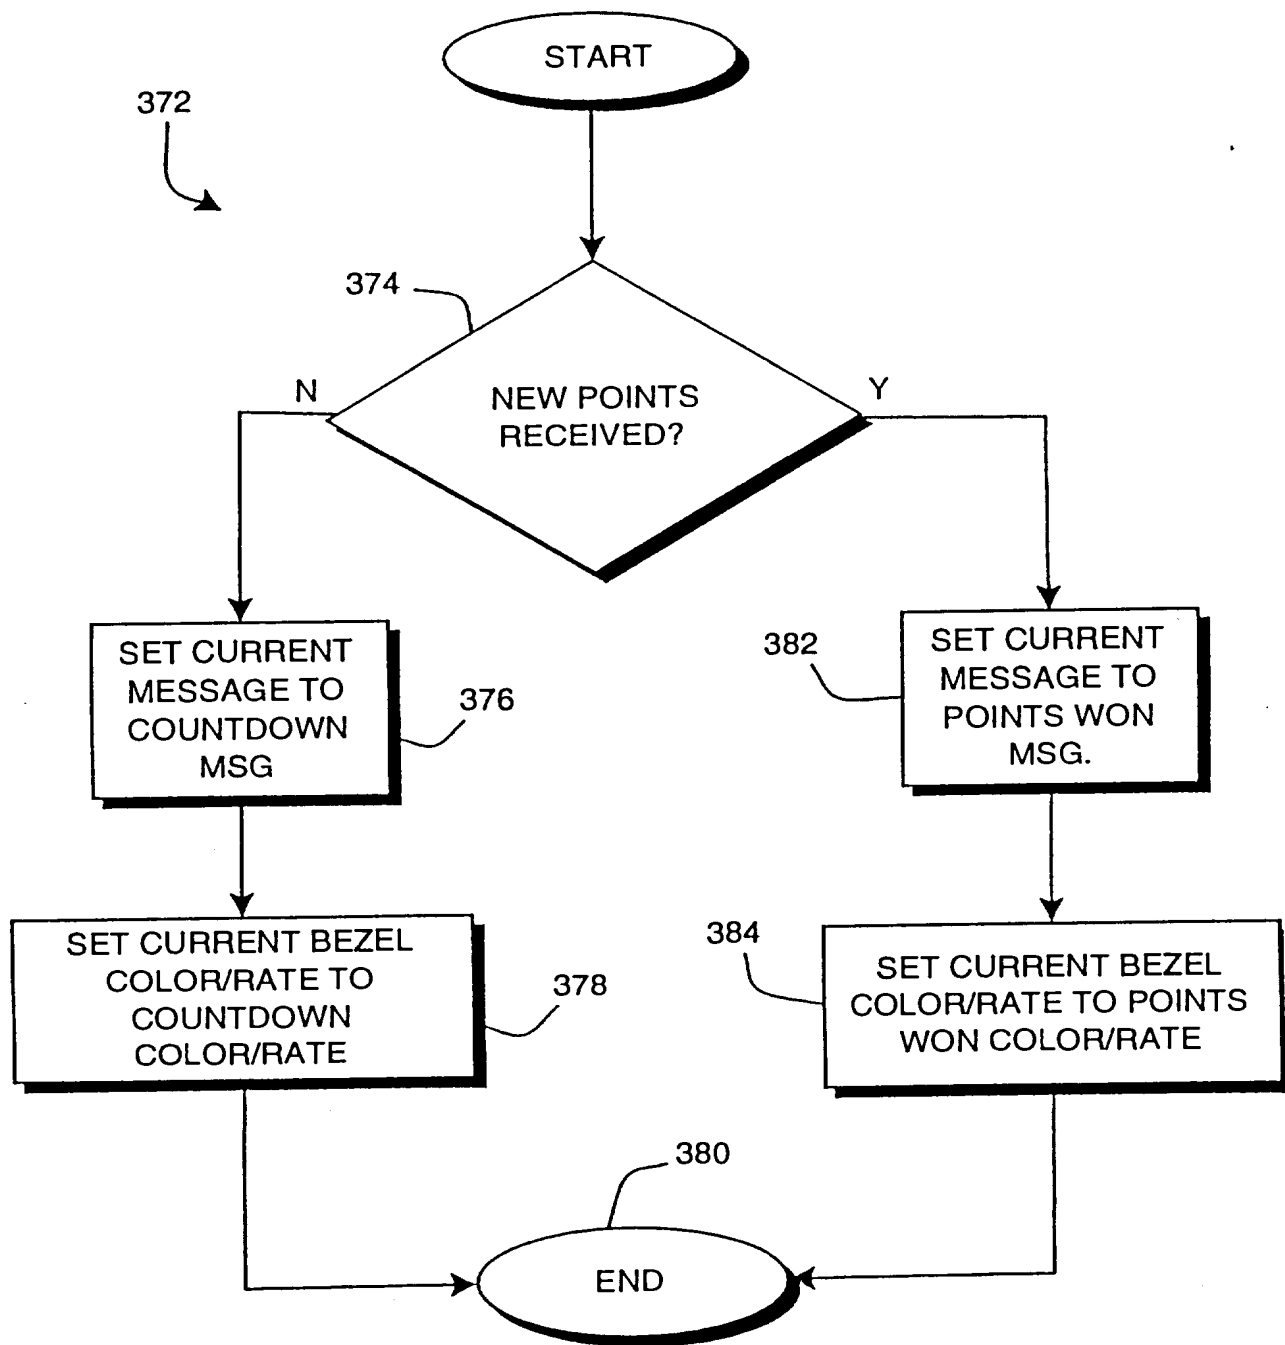 START
372
374
N
Y
NEW POINTS
RECEIVED?
SET CURRENT
MESSAGE TO
COUNTDOWN
MSG
376
382
SET CURRENT
MESSAGE TO
POINTS WON
MSG.
SET CURRENT BEZEL
COLOR/RATE TO
COUNTDOWN
COLOR/RATE
378
384
SET CURRENT BEZEL
COLOR/RATE TO POINTS
WON COLOR/RATE
380
END